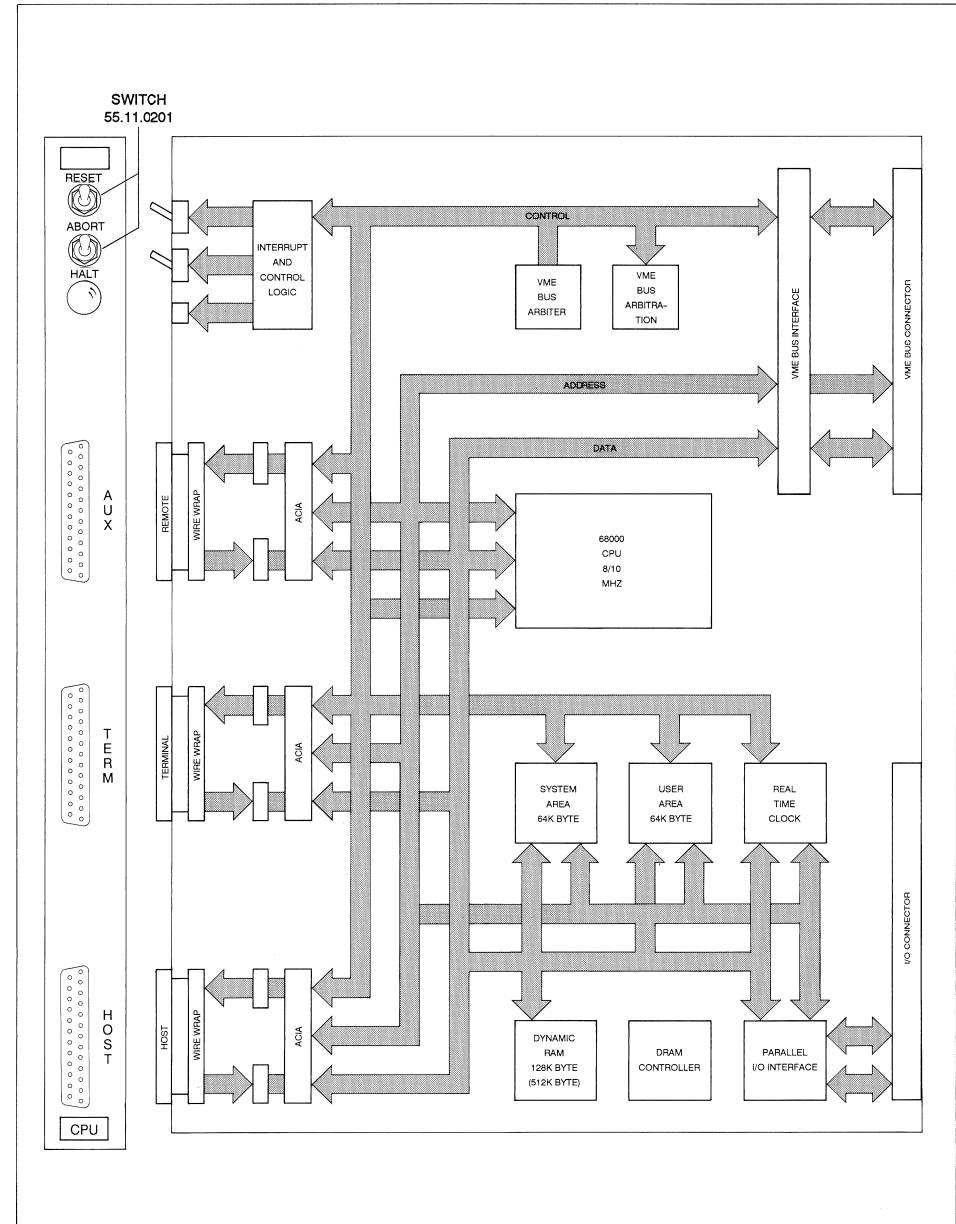 SWITCH
55.11.0201
RESET
ABORT
HALT
INTERRUPT
AND
CONTROL
LOGIC
CONTROL
VME
BUS
ARBITER
VME
BUS
ARBITRA-
TION
VME BUS INTERFACE
VME BUS CONNECTOR
ADDRESS
DATA
AUX
REMOTE
WIRE WRAP
ACIA
68000
CPU
8/10
MHZ
TERM
TERMINAL
WIRE WRAP
ACIA
SYSTEM
AREA
64K BYTE
USER
AREA
64K BYTE
REAL
TIME
CLOCK
I/O CONNECTOR
HOST
HOST
WIRE WRAP
ACIA
DYNAMIC
RAM
128K BYTE
(512K BYTE)
DRAM
CONTROLLER
PARALLEL
I/O INTERFACE
CPU